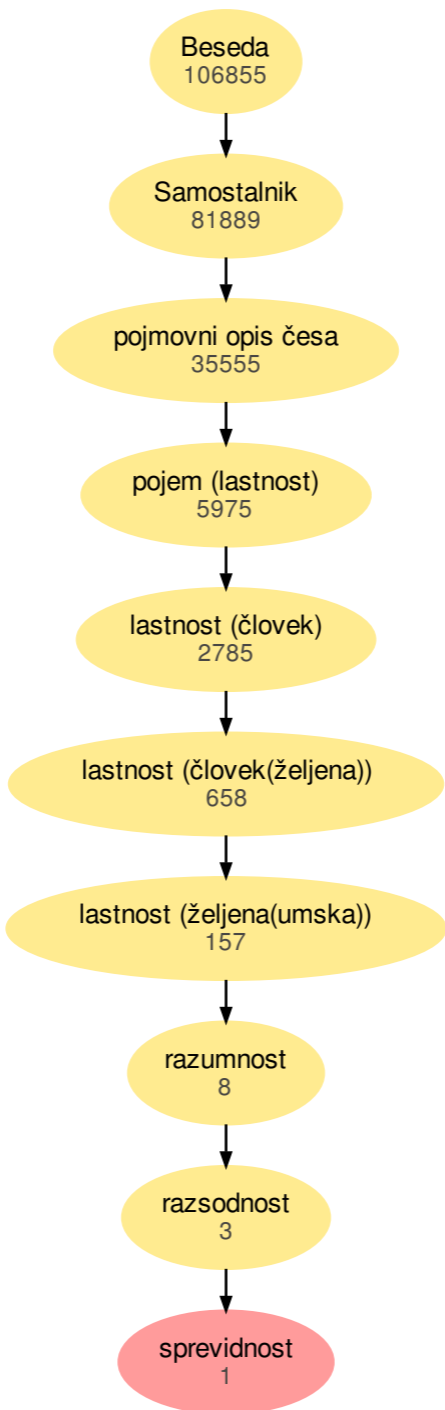 Beseda
106855
Samostalnik
81889
pojmovni opis česa
35555
pojem (lastnost)
5975
lastnost (človek)
2785
lastnost (človek(željena))
658
lastnost (željena(umska))
157
razumnost
8
razsodnost
3
sprevidnost
1